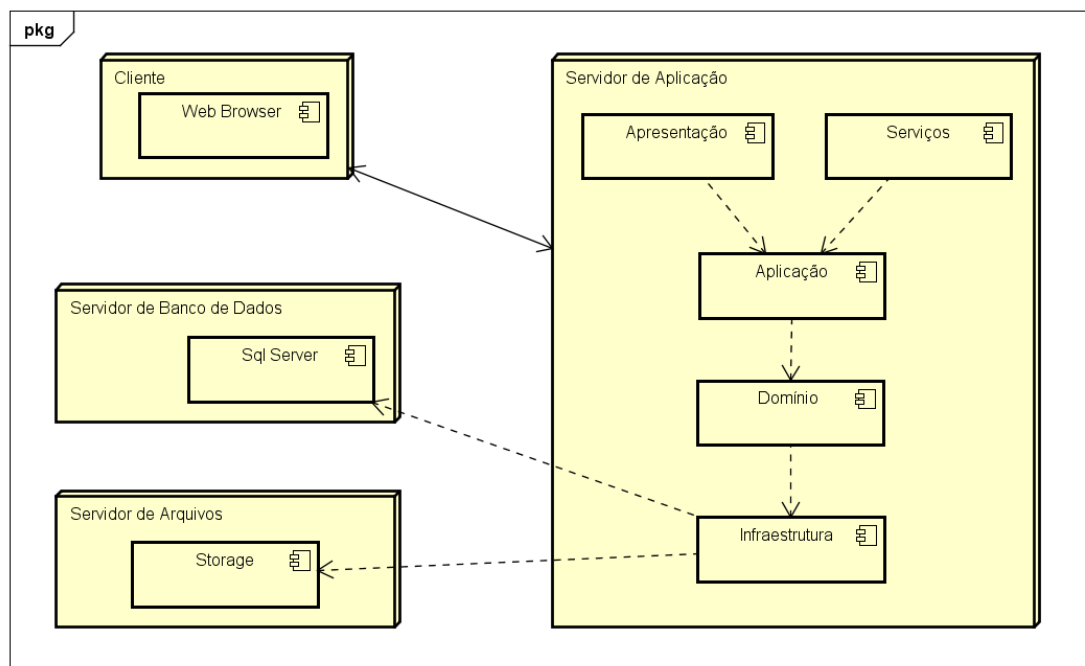 pkg
Cliente
Web Browser
Servidor de Aplicação
Apresentação
Serviços
Aplicação
Servidor de Banco de Dados
Sql Server
Domínio
Servidor de Arquivos
Storage
Infraestrutura